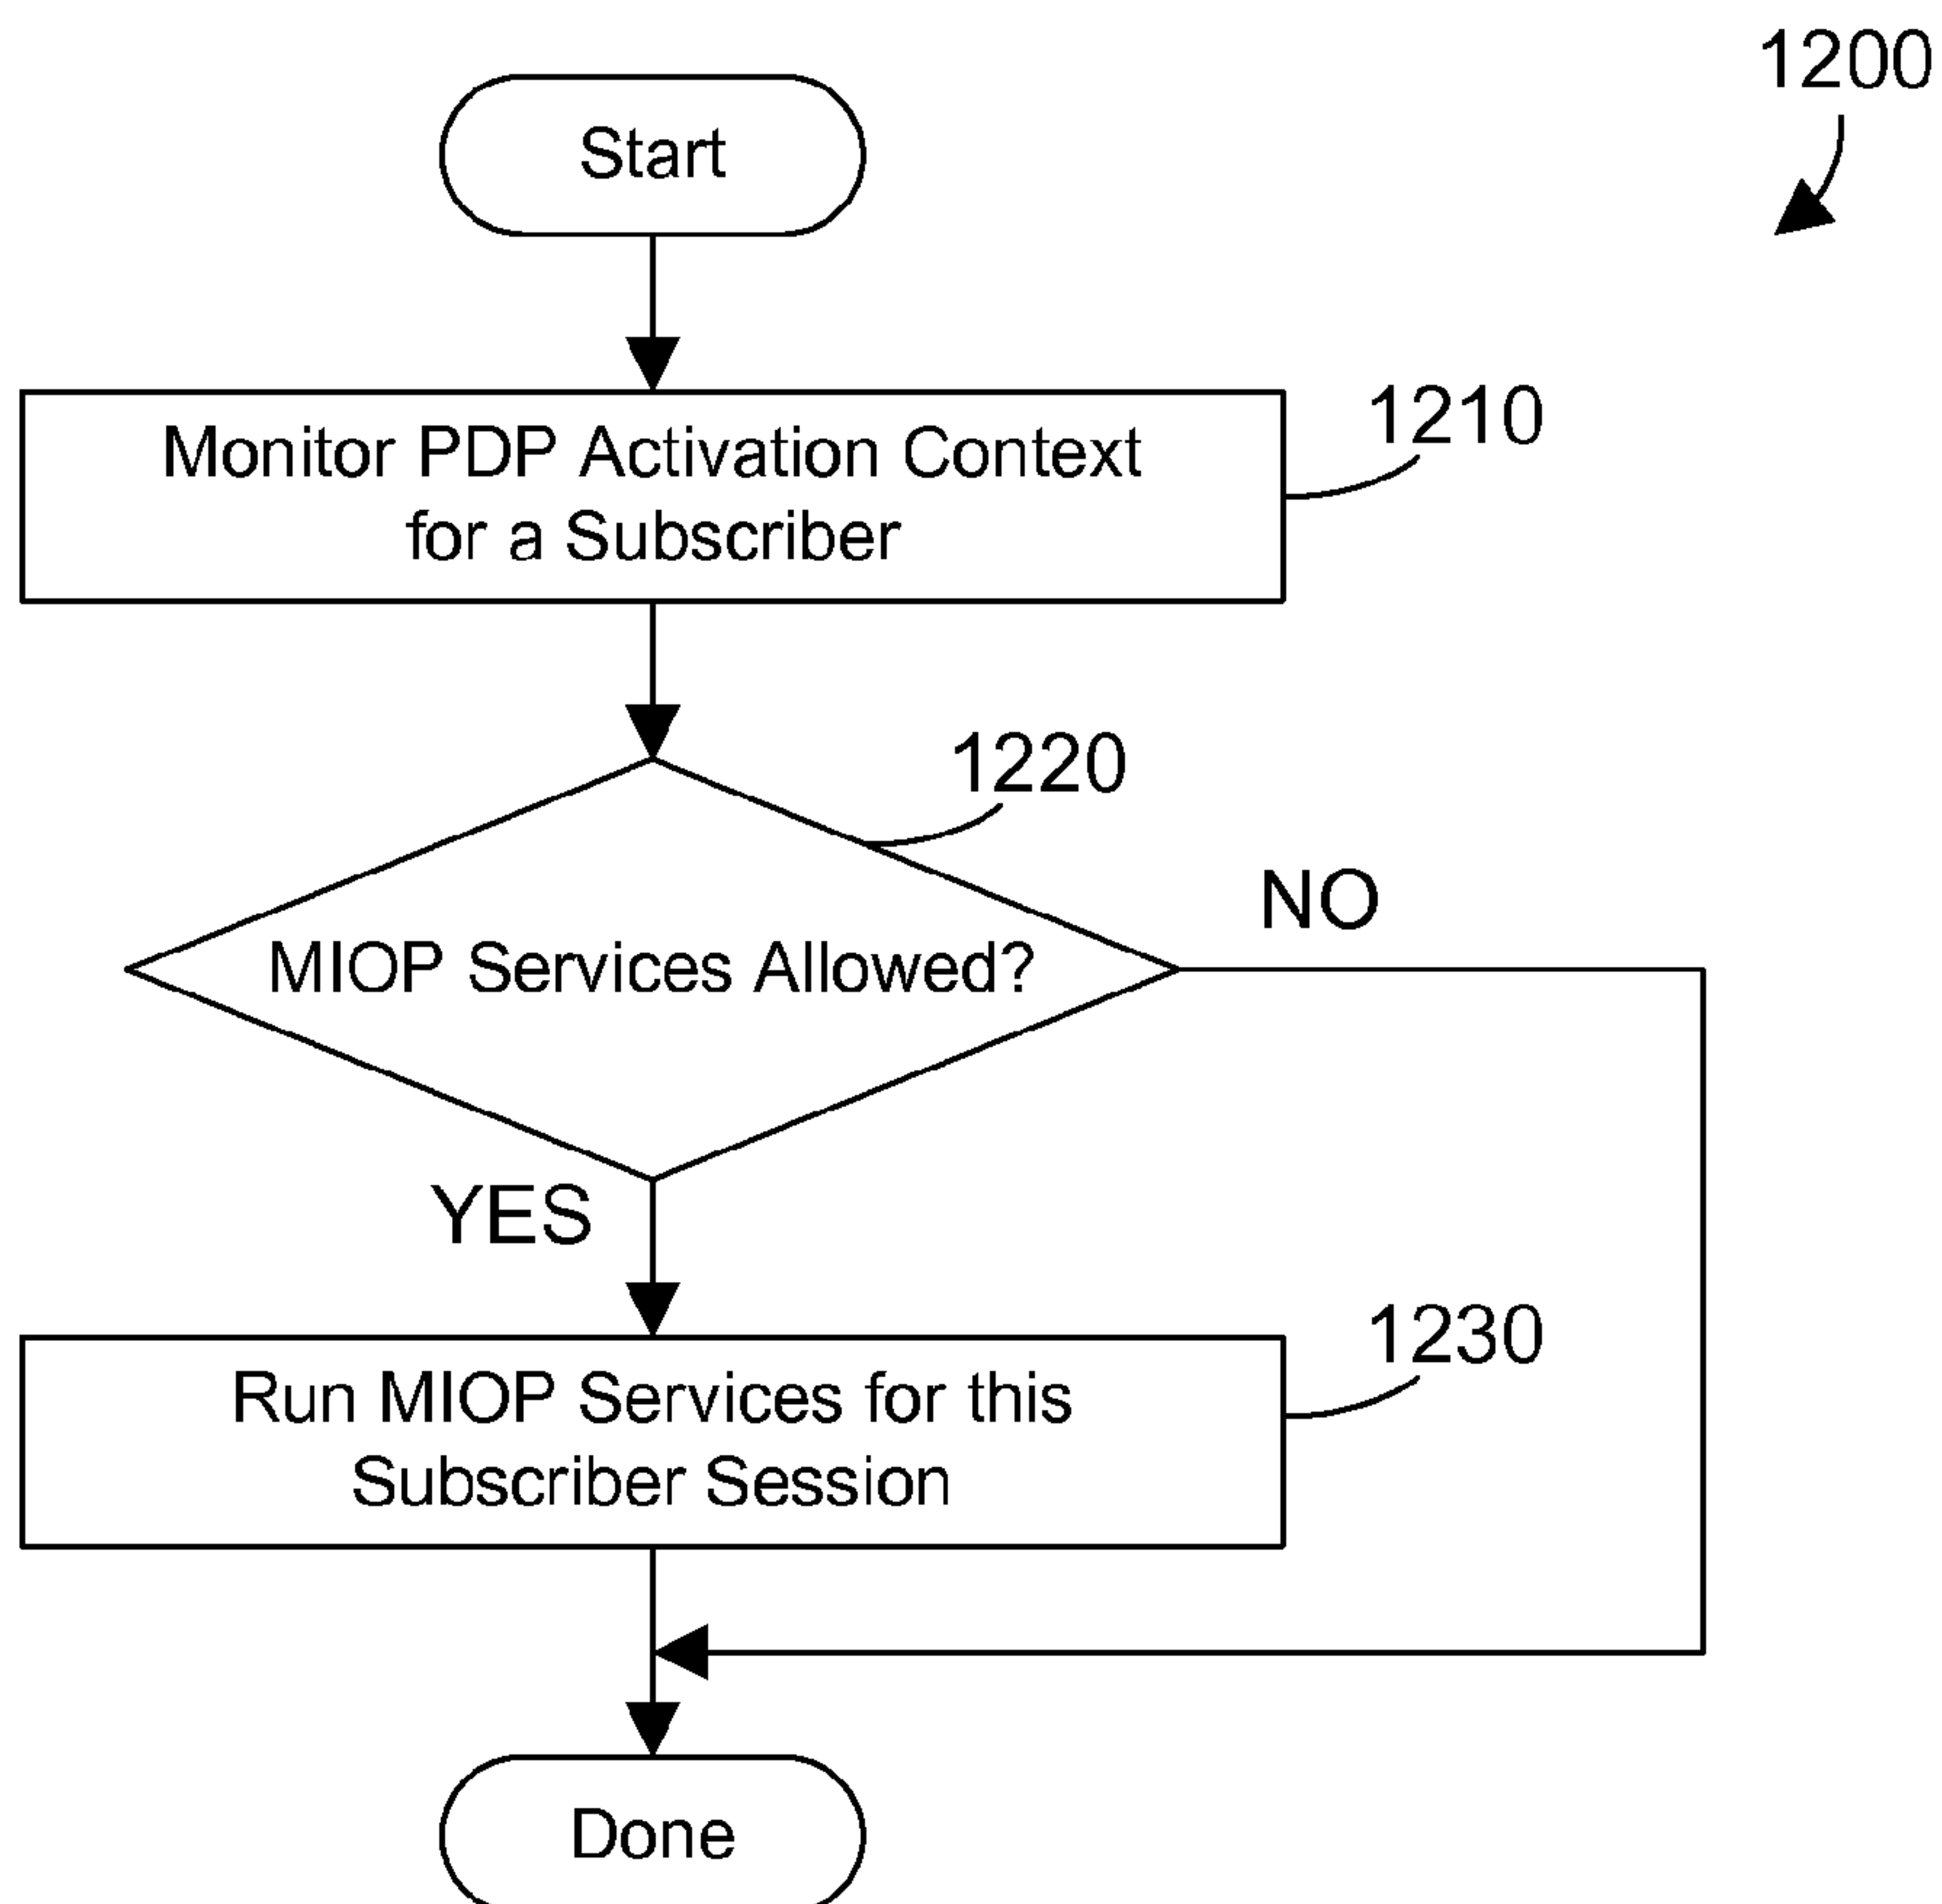 1200
Start
1210
Monitor PDP Activation Context
for a Subscriber
1220
NO
MIOP Services Allowed?
YES
1230
Run MIOP Services for this
Subscriber Session
Done